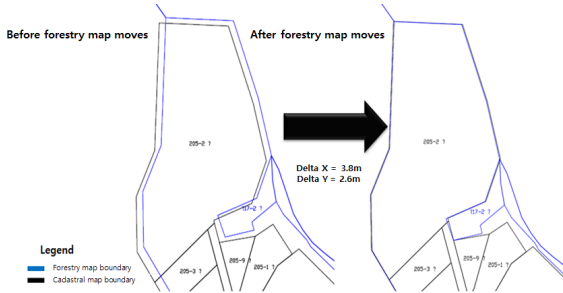 Before forestry map moves
After forestry map moves
205-2 ?
205-2 ?
Delta X = 3.8m
Delta Y = 2.6m
117-2 ?
117-2 ?
Legend
Forestry map boundary
Cadastral map boundary
205-3 ?
205-9 ?
205-1 ?
205-3 ?
205-9 ?
205-1 ?